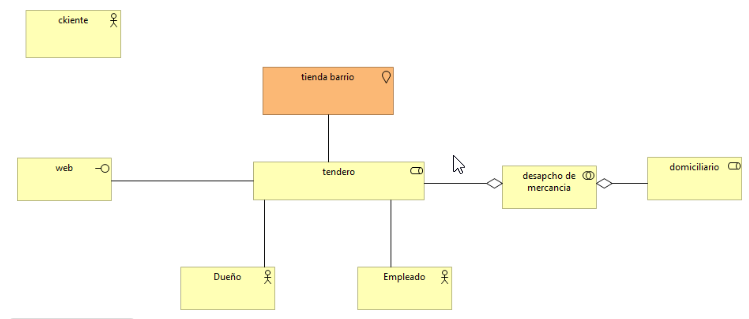 ckiente
tienda barrio
web
tendero
desapcho de
mercancia
domiciliario
Dueño
Empleado